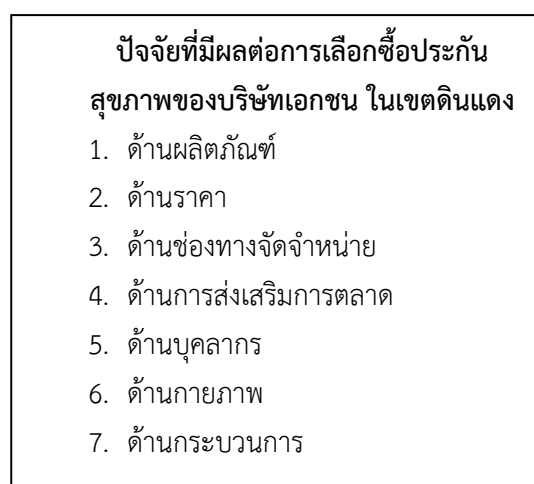 ปัจจัยที่มีผลต่อการเลือกซื้อประกัน
สุขภาพของบริษัทเอกชน ในเขตดินแดง
1. ด้านผลิตภัณฑ์
2. ด้านราคา
3. ด้านช่องทางจัดจำหน่าย
4. ด้านการส่งเสริมการตลาด
5. ด้านบุคลากร
6. ด้านกายภาพ
7. ด้านกระบวนการ